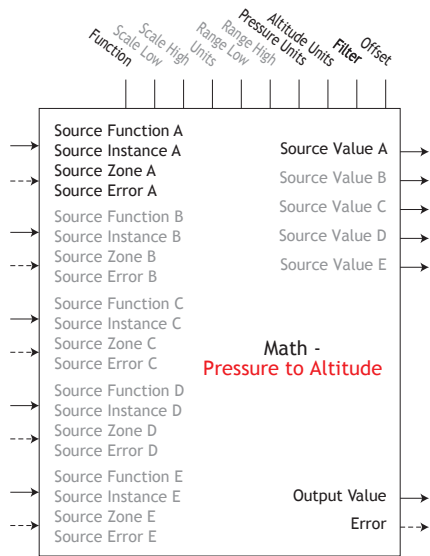 Function
Scale Low
Scale High
Units
Range Low
Range High
Pressure Units
Altitude Units
Filter
Offset
Source Function A
Source Instance A
Source Zone A
Source Error A
Source Function B
Source Instance B
Source Zone B
Source Error B
Source Function C
Source Instance C
Source Zone C
Source Error C
Source Function D
Source Instance D
Source Zone D
Source Error D
Source Function E
Source Instance E
Source Zone E
Source Error E
Source Value A
Source Value B
Source Value C
Source Value D
Source Value E
Math -
Pressure to Altitude
Output Value
Error